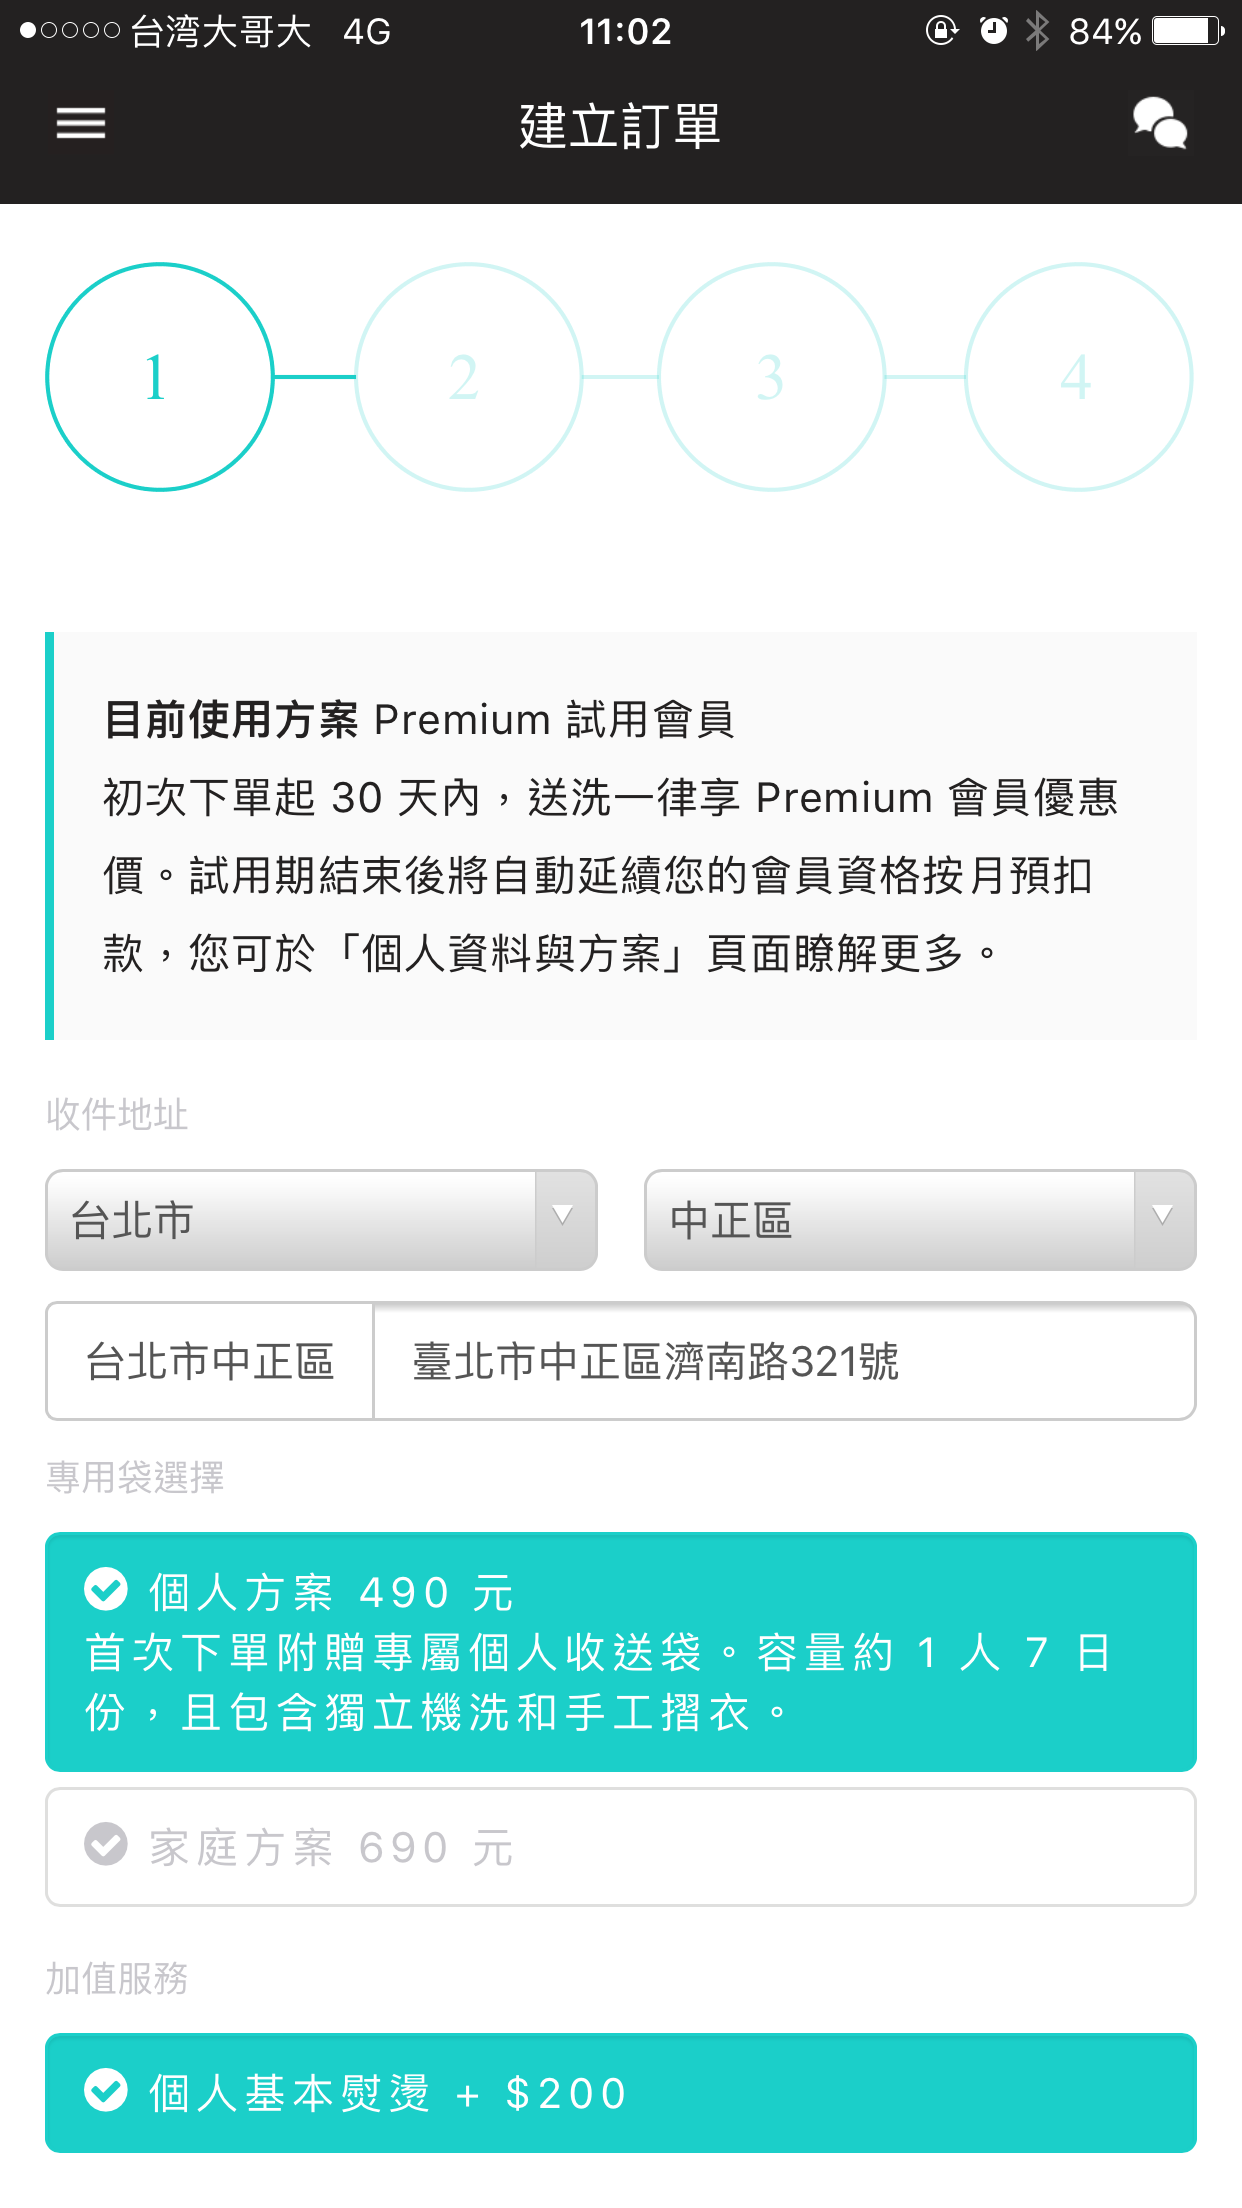 台湾大哥大 4G 11:02 84%
建立訂單
1 2 3 4
目前使用方案 Premium 試用會員
初次下單起 30 天內，送洗一律享 Premium 會員優惠
價。試用期結束後將自動延續您的會員資格按月預扣
款，您可於「個人資料與方案」頁面瞭解更多。
收件地址
台北市 中正區
台北市中正區 臺北市中正區濟南路321號
專用袋選擇
個人方案 490 元
首次下單附贈專屬個人收送袋。容量約 1 人 7 日
份，且包含獨立機洗和手工摺衣。
家庭方案 690 元
加值服務
個人基本熨燙 + $200